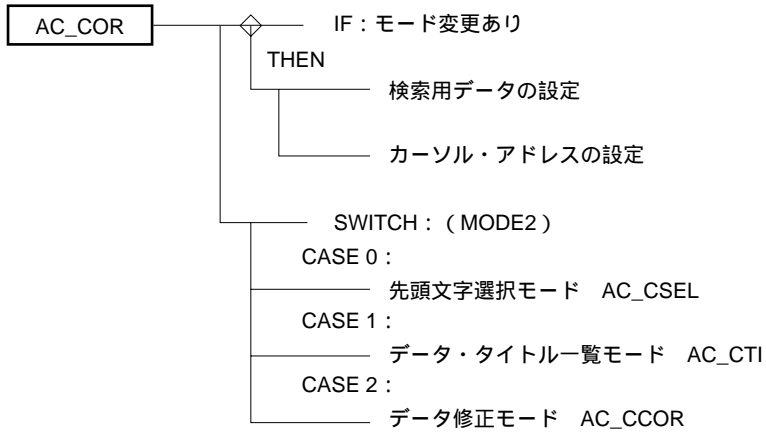 AC_COR
IF：モード変更あり
THEN
検索用データの設定
カーソル・アドレスの設定
SWITCH：（MODE2）
CASE 0：
先頭文字選択モード　AC_CSEL
CASE 1：
データ・タイトル一覧モード　AC_CTI
CASE 2：
データ修正モード　AC_CCOR